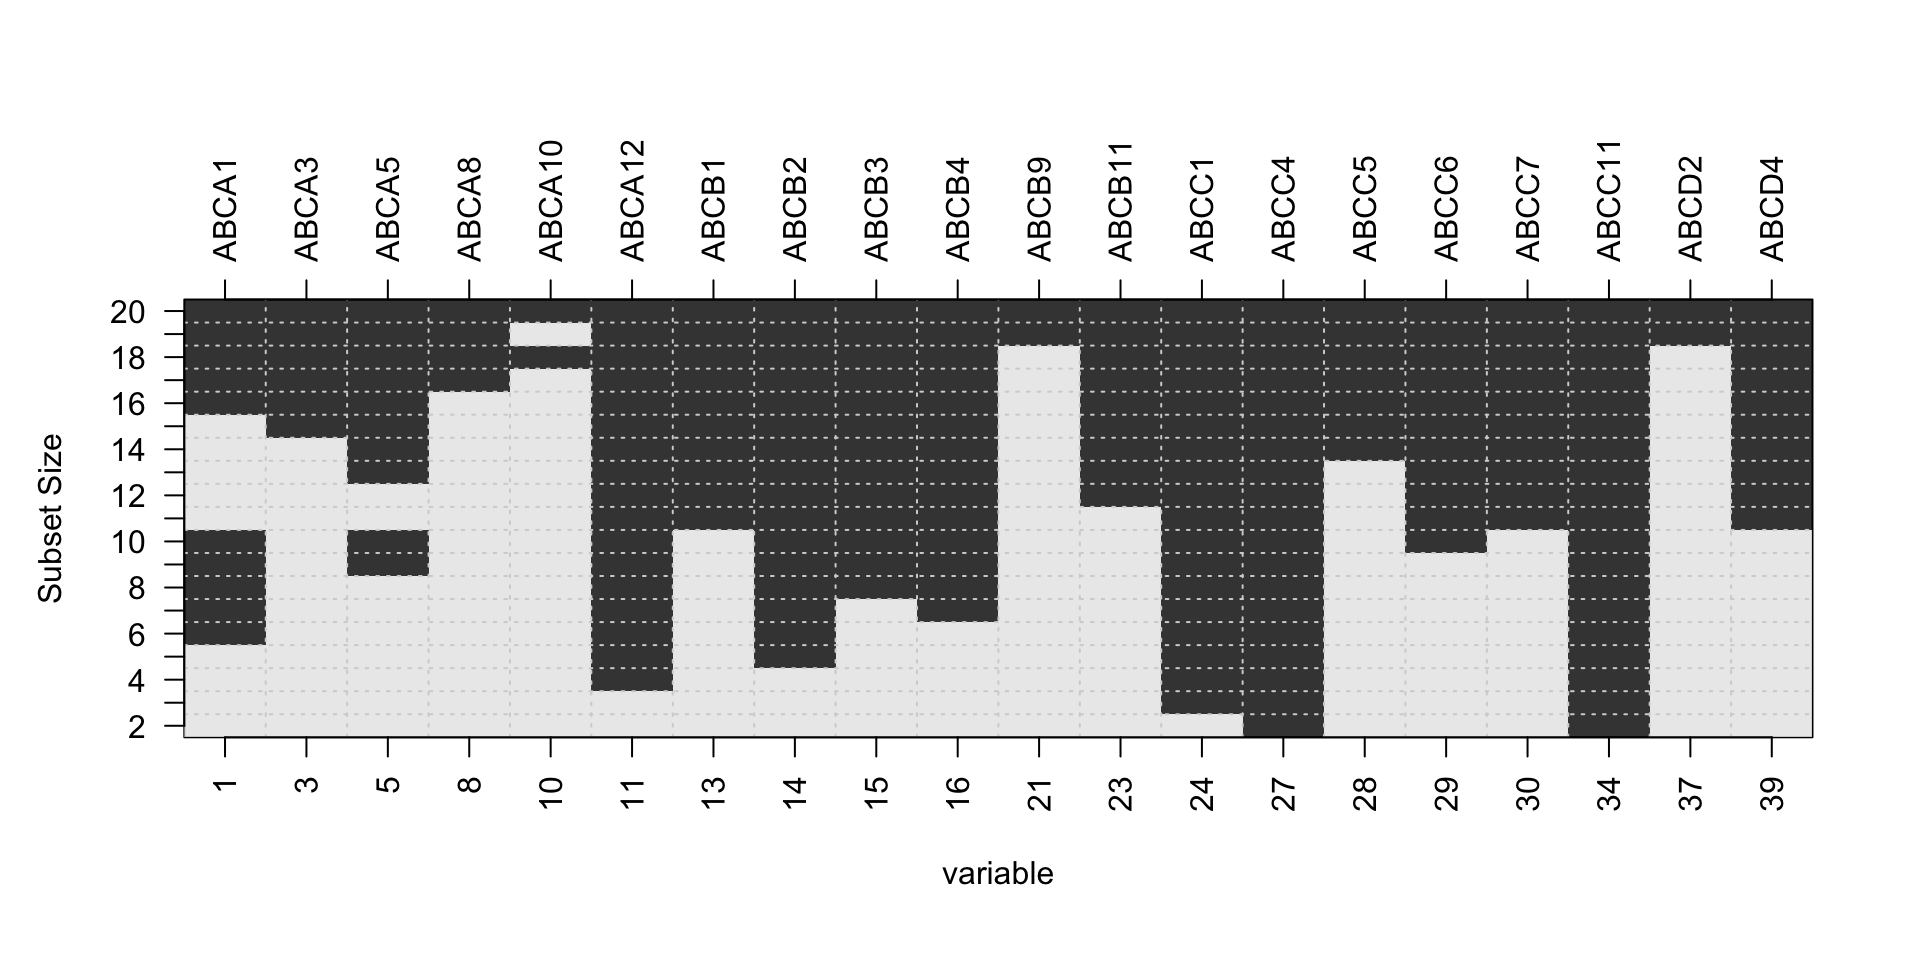 ABCA1 ABCA3 ABCA5 ABCA8 ABCA10 ABCA12 ABCB1 ABCB2 ABCB3 ABCB4 ABCB9 ABCB11 ABCC1 ABCC4 ABCC5 ABCC6 ABCC7 ABCC11 ABCD2 ABCD4
Subset Size
20
18
16
14
12
10
8
6
4
2
1 3 5 8 10 11 13 14 15 16 21 23 24 27 28 29 30 34 37 39
variable